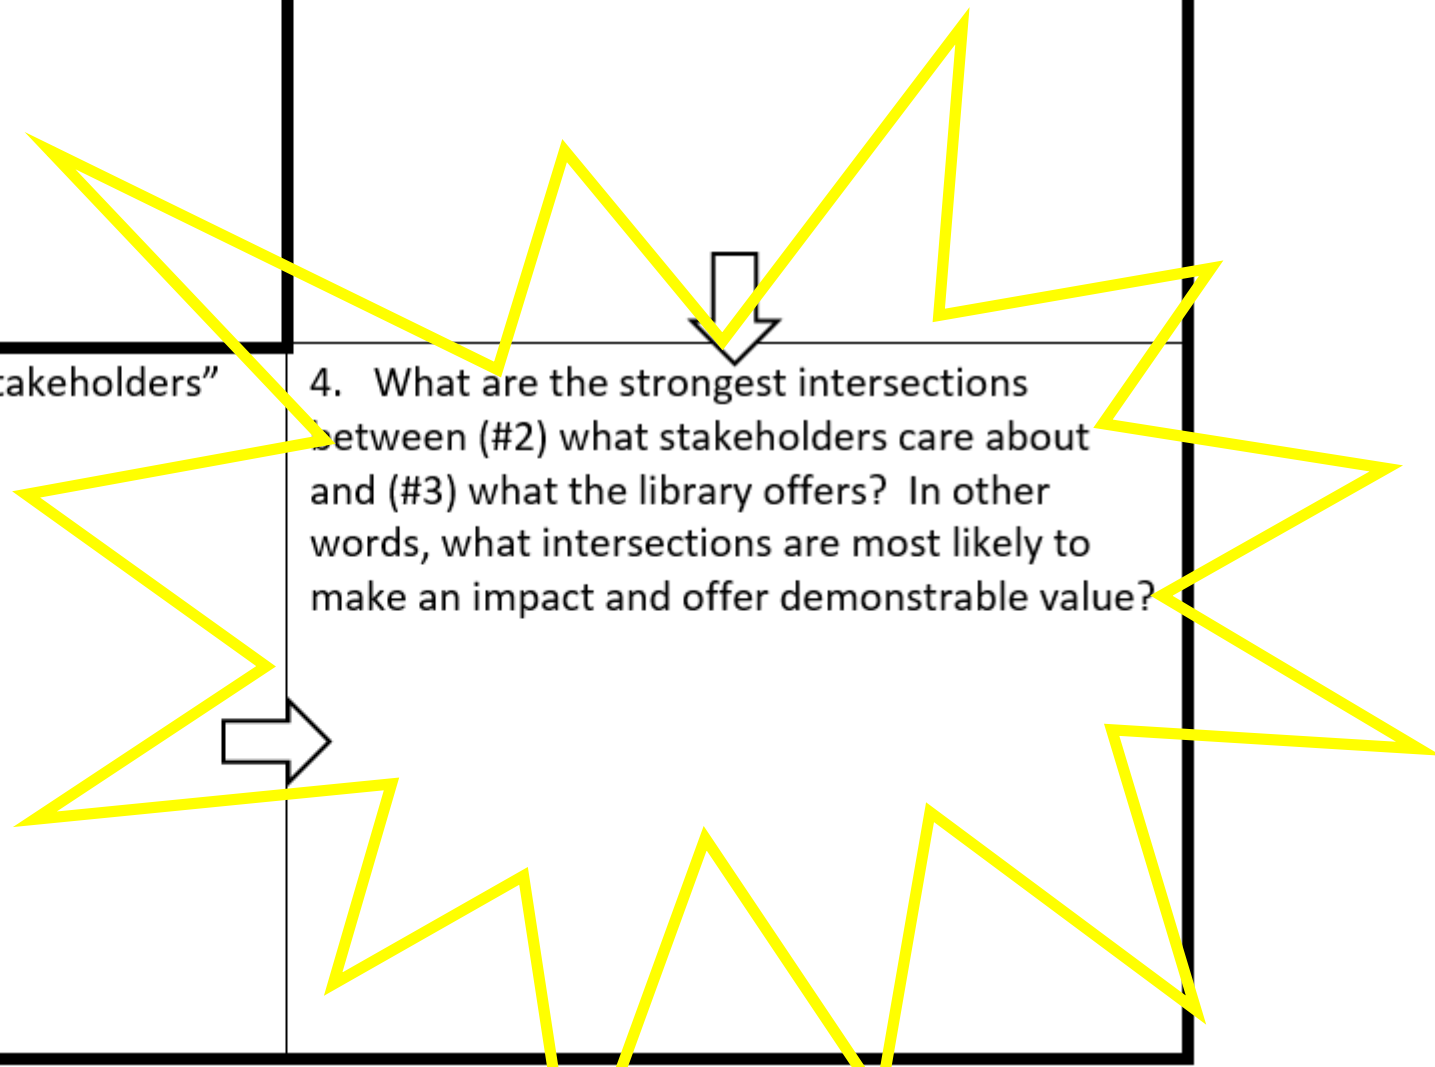 takeholders”
4. What are the strongest intersections
between (#2) what stakeholders care about
and (#3) what the library offers? In other
words, what intersections are most likely to
make an impact and offer demonstrable value?